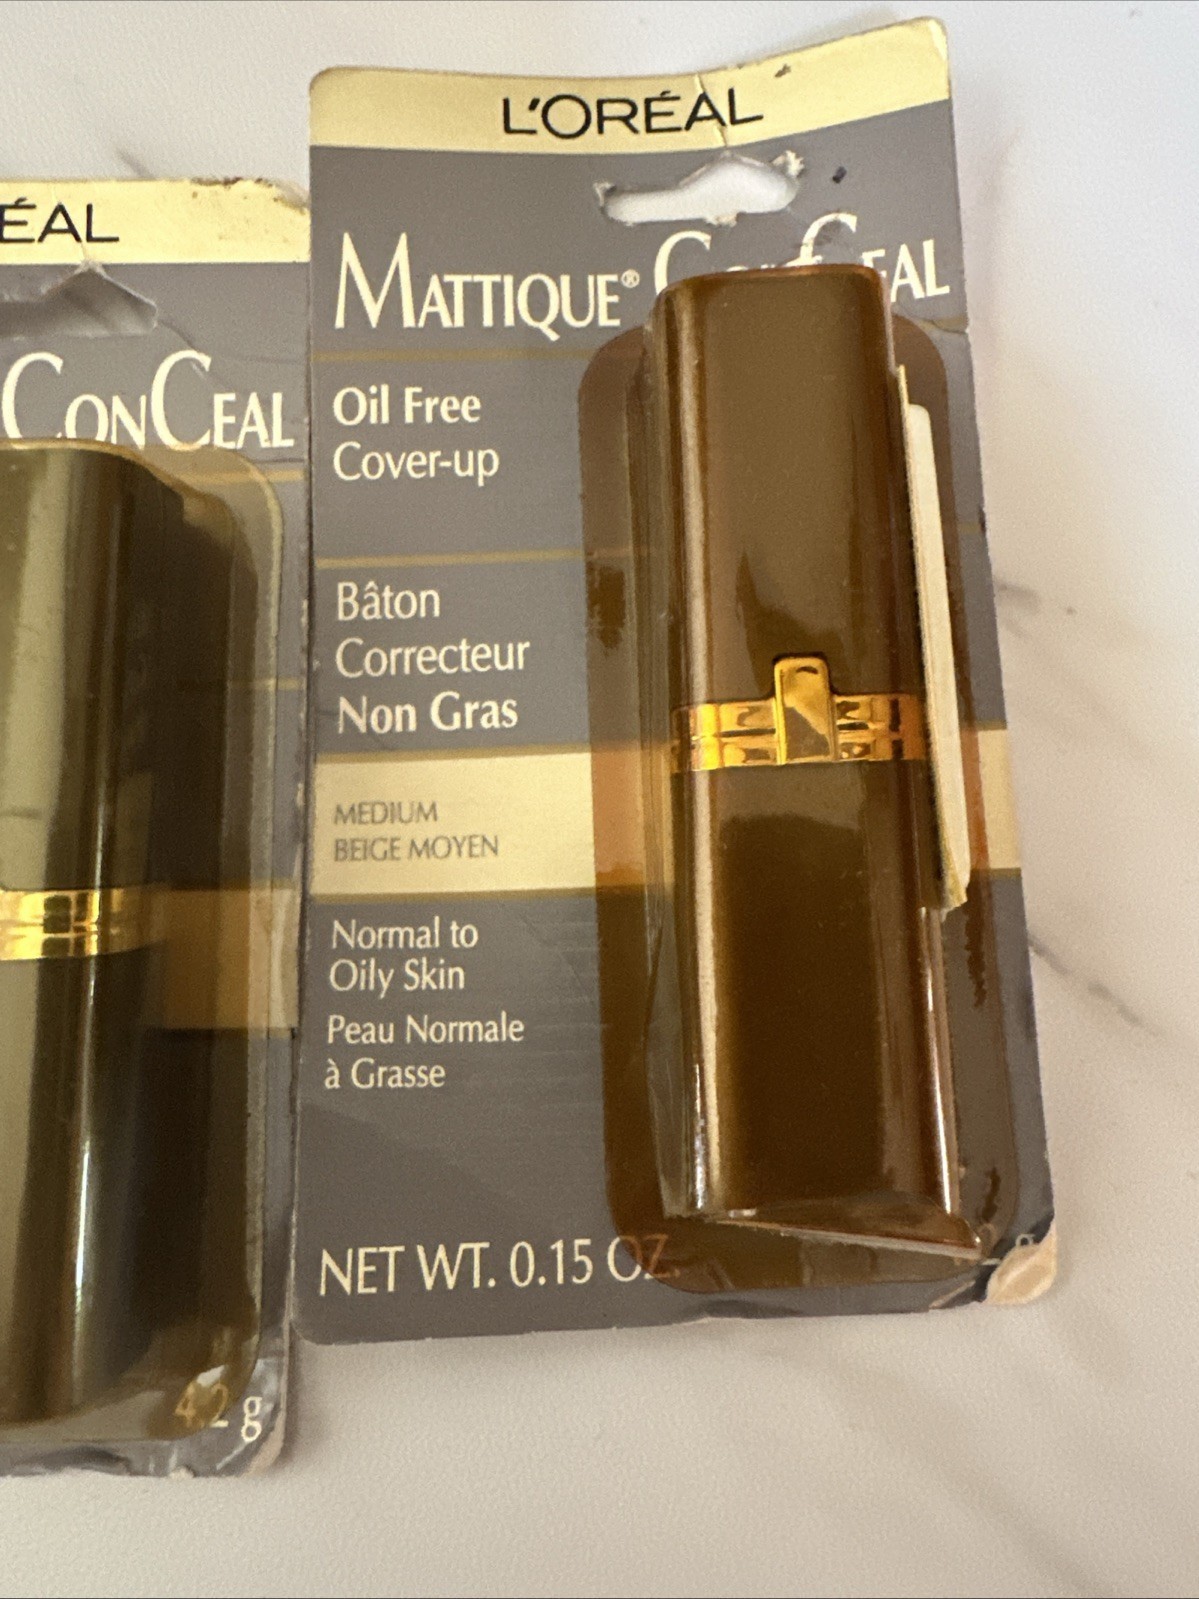 ÉAL
CONCEAL
4.2 g
L'ORÉAL
MATTIQUE® CONCEAL
Oil Free
Cover-up
Bâton
Correcteur
Non Gras
MEDIUM
BEIGE MOYEN
Normal to
Oily Skin
Peau Normale
à Grasse
NET WT. 0.15 OZ.
g